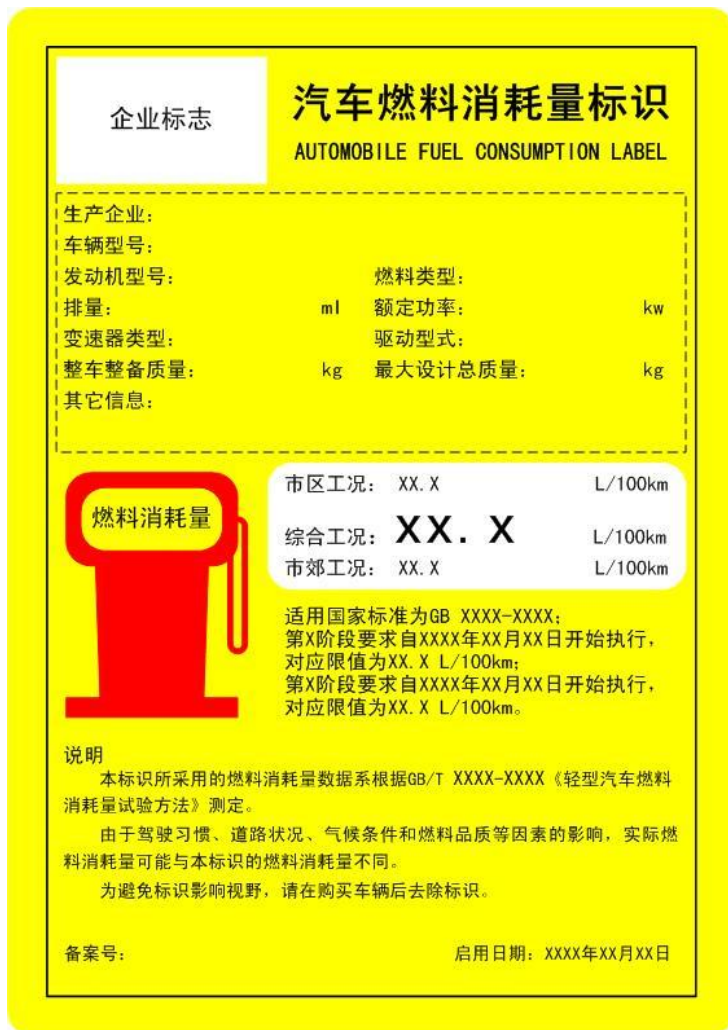 企业标志
汽车燃料消耗量标识
AUTOMOBILE FUEL CONSUMPTION LABEL
生产企业:
车辆型号:
发动机型号: 燃料类型:
排量: ml 额定功率: kw
变速器类型: 驱动型式:
整车整备质量: kg 最大设计总质量: kg
其它信息:
燃料消耗量
市区工况: XX.X L/100km
综合工况: XX.X L/100km
市郊工况: XX.X L/100km
适用国家标准为GB XXXX-XXXX;
第X阶段要求自XXXX年XX月XX日开始执行,
对应限值为XX.X L/100km;
第X阶段要求自XXXX年XX月XX日开始执行,
对应限值为XX.X L/100km。
说明
本标识所采用的燃料消耗量数据系根据GB/T XXXX-XXXX《轻型汽车燃料
消耗量试验方法》测定。
由于驾驶习惯、道路状况、气候条件和燃料品质等因素的影响，实际燃
料消耗量可能与本标识的燃料消耗量不同。
为避免标识影响视野，请在购买车辆后去除标识。
备案号: 启用日期: XXXX年XX月XX日